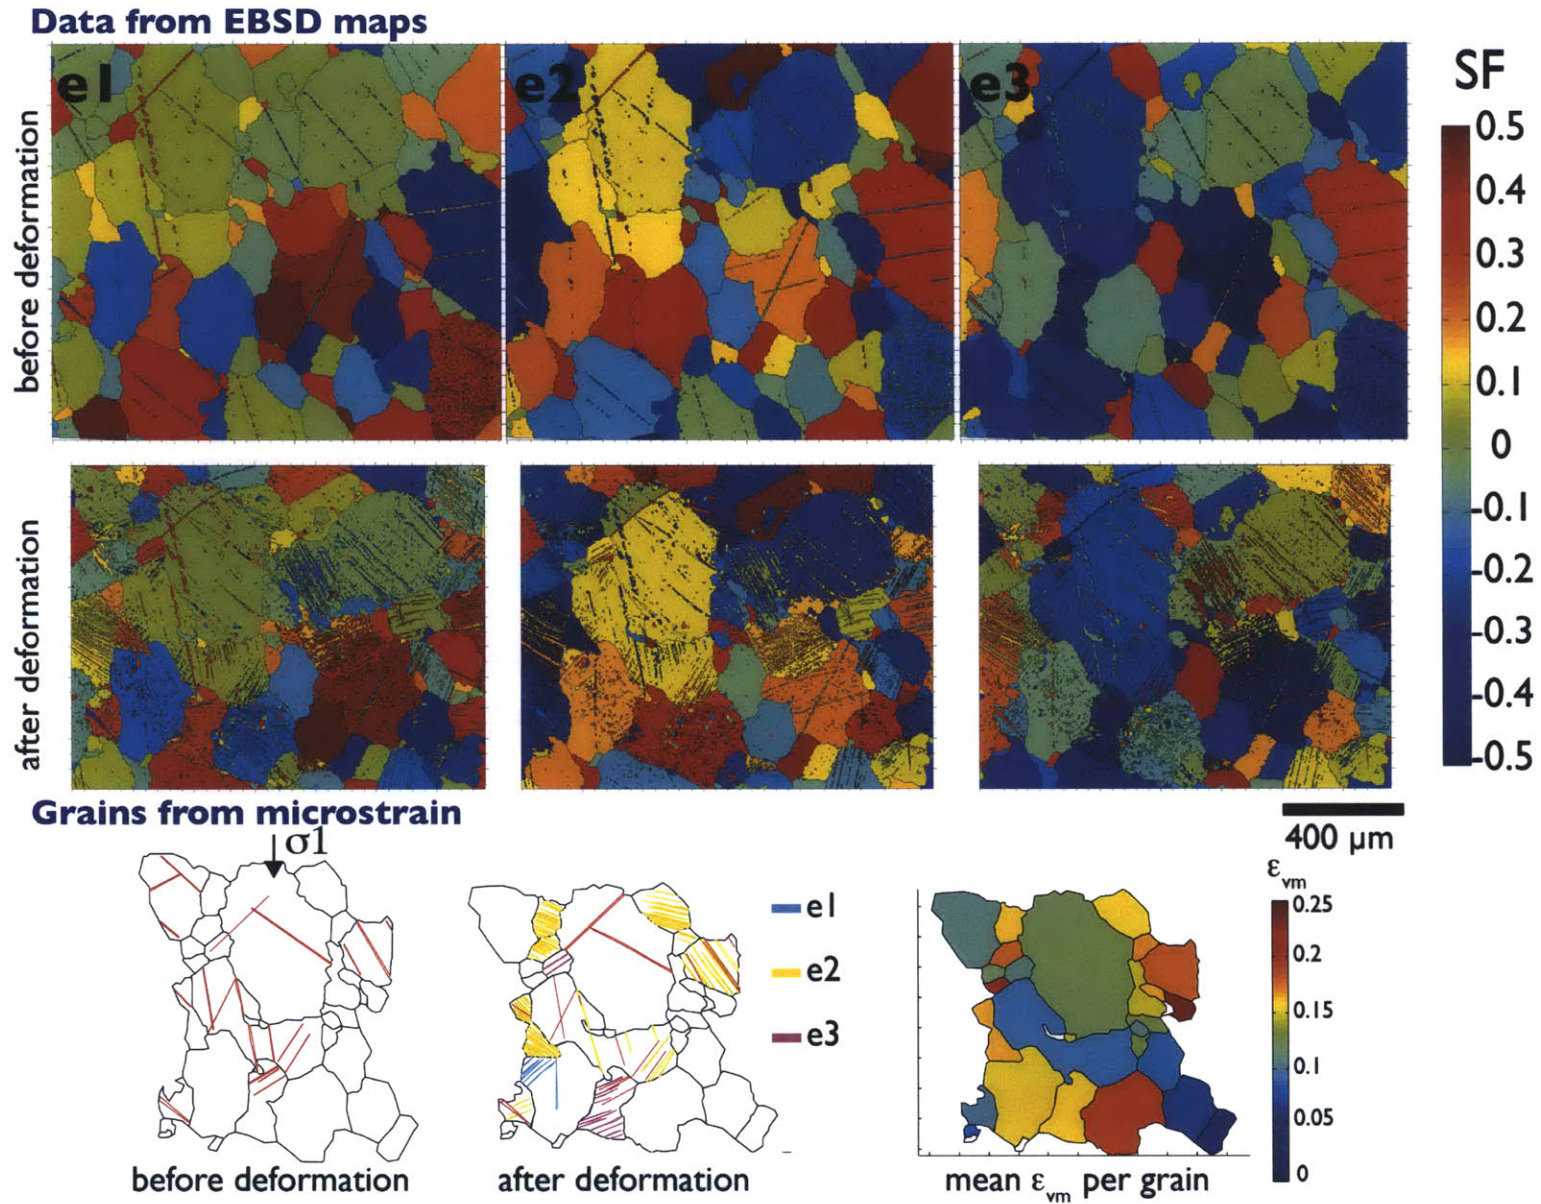 Data from EBSD maps
e1
e2
e3
SF
before deformation
0.5
0.4
0.3
0.2
0.1
0
-0.1
-0.2
-0.3
-0.4
-0.5
after deformation
Grains from microstrain
σ1
400 µm
e1
e2
e3
ε vm
0.25
0.2
0.15
0.1
0.05
0
before deformation
after deformation
mean ε vm per grain